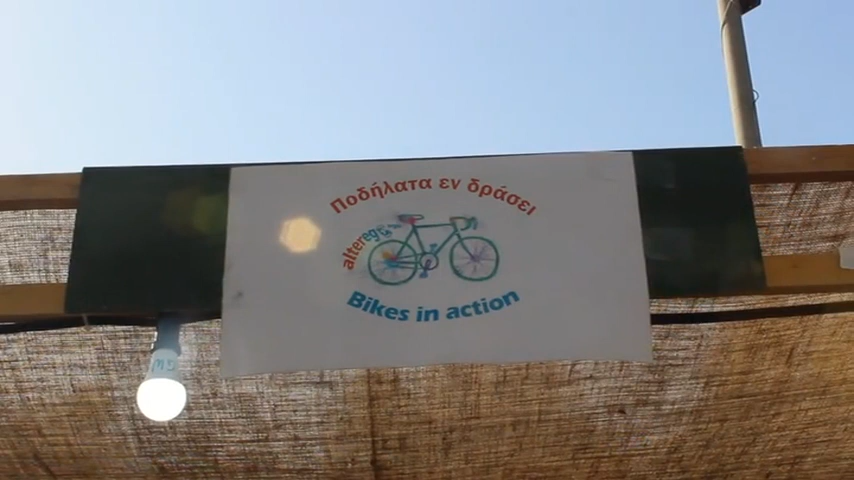 Ποδήλατα εν δράσει
alterego
Bikes in action